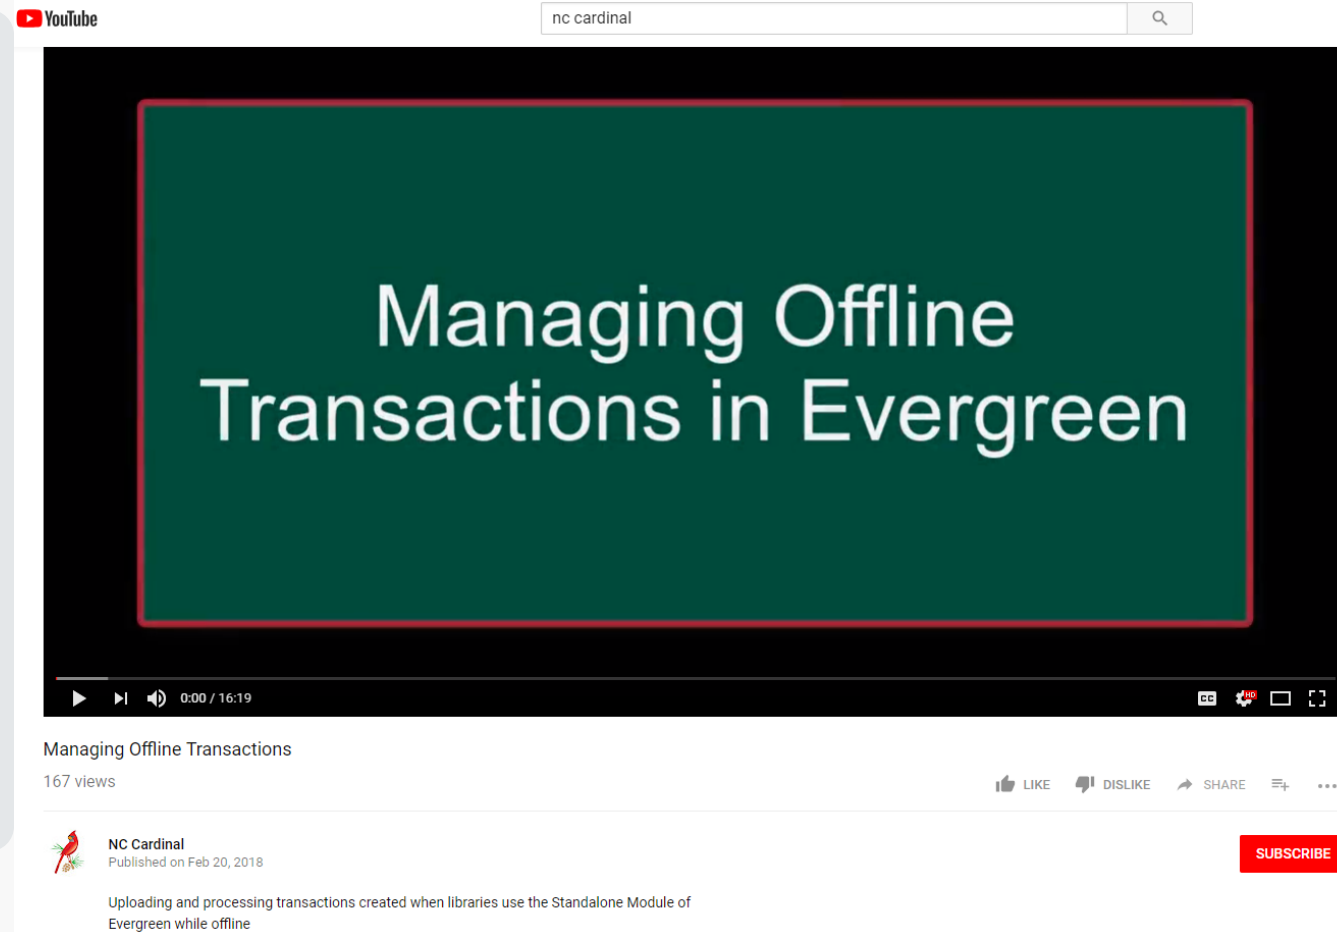 YouTube
nc cardinal
Managing Offline
Transactions in Evergreen
0:00 / 16:19
CC
HD
Managing Offline Transactions
167 views
LIKE
DISLIKE
SHARE
NC Cardinal
Published on Feb 20, 2018
SUBSCRIBE
Uploading and processing transactions created when libraries use the Standalone Module of
Evergreen while offline